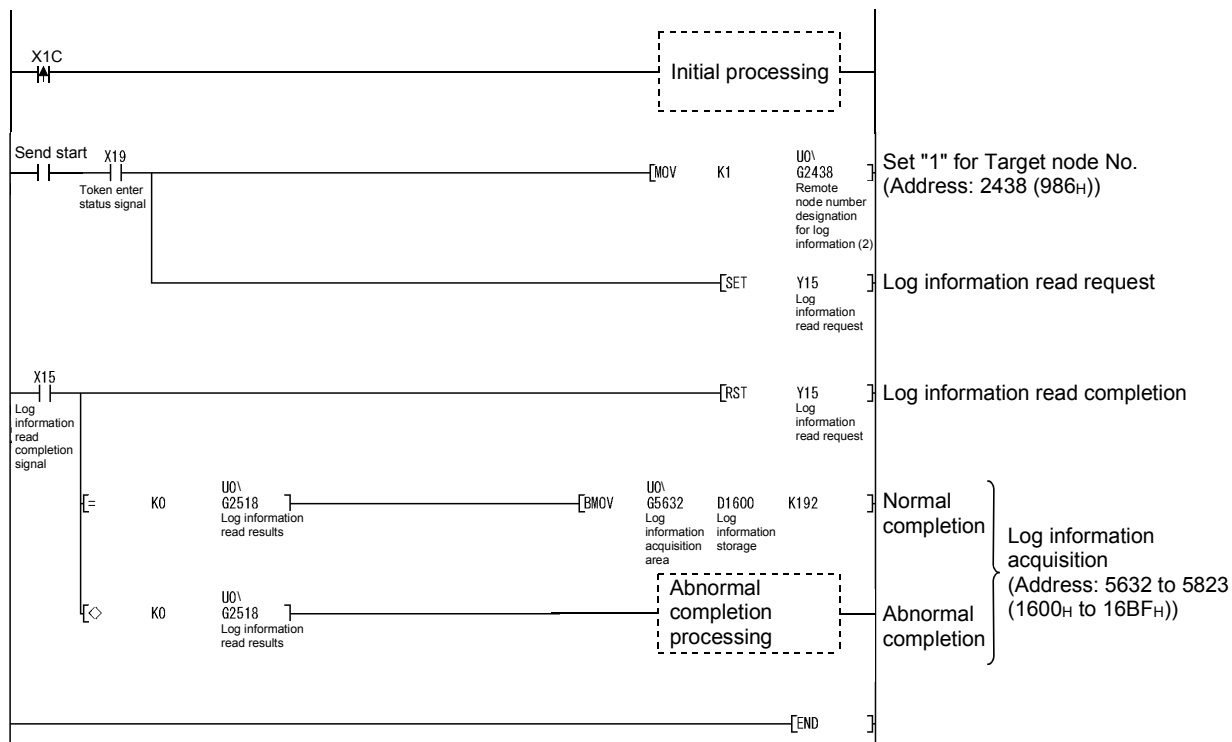 X1C
Initial processing
Send start
X19
Token enter
status signal
[MOV K1 U0\
G2438 ]
Remote
node number
designation
for log
information (2)
Set "1" for Target node No.
(Address: 2438 (986H))
[SET Y15 ]
Log
information
read request
Log information read request
X15
Log
information
read
completion
signal
[RST Y15 ]
Log
information
read request
Log information read completion
[= K0 U0\
G2518 ]
Log information
read results
[BMOV U0\
G5632 D1600 K192 ]
Log
information
acquisition
area
Log
information
storage
Normal
completion
[<> K0 U0\
G2518 ]
Log information
read results
Abnormal
completion
processing
Abnormal
completion
Log information
acquisition
(Address: 5632 to 5823
(1600H to 16BFH))
[END ]